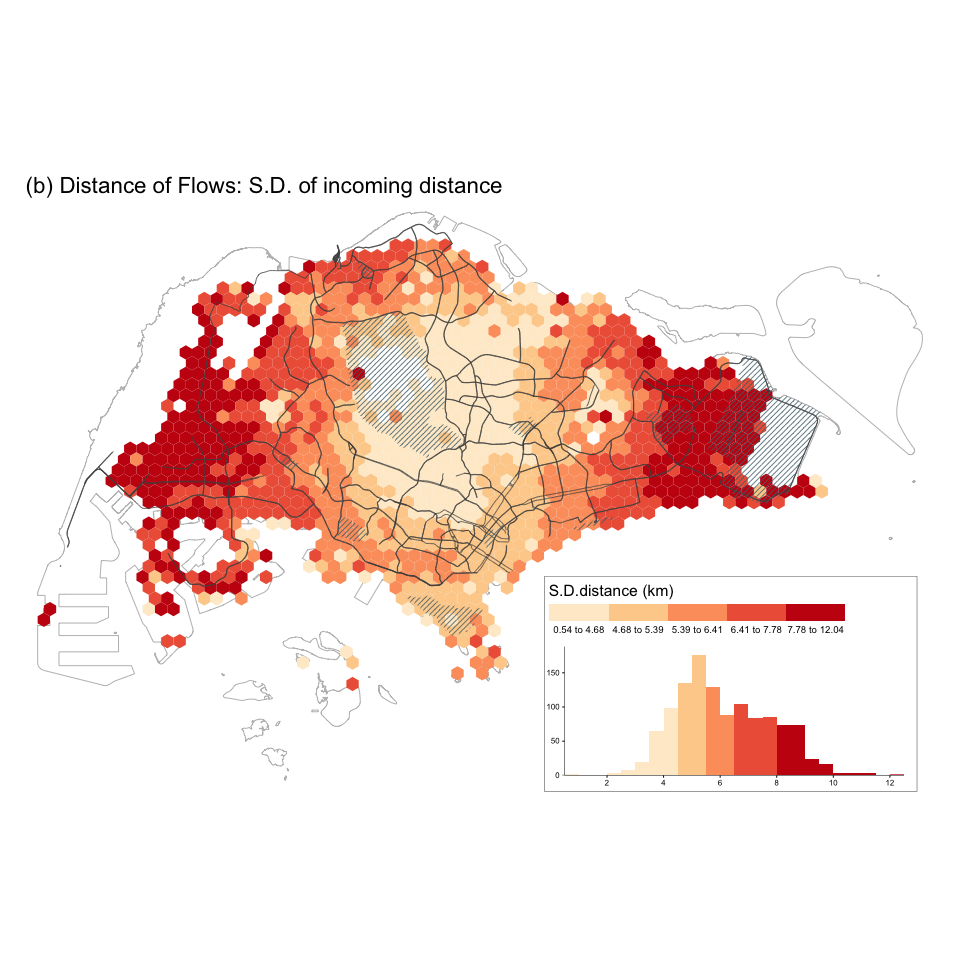 (b) Distance of Flows: S.D. of incoming distance
S.D.distance (km)
0.54 to 4.68 4.68 to 5.39 5.39 to 6.41 6.41 to 7.78 7.78 to 12.04
150
100
50
0
2 4 6 8 10 12